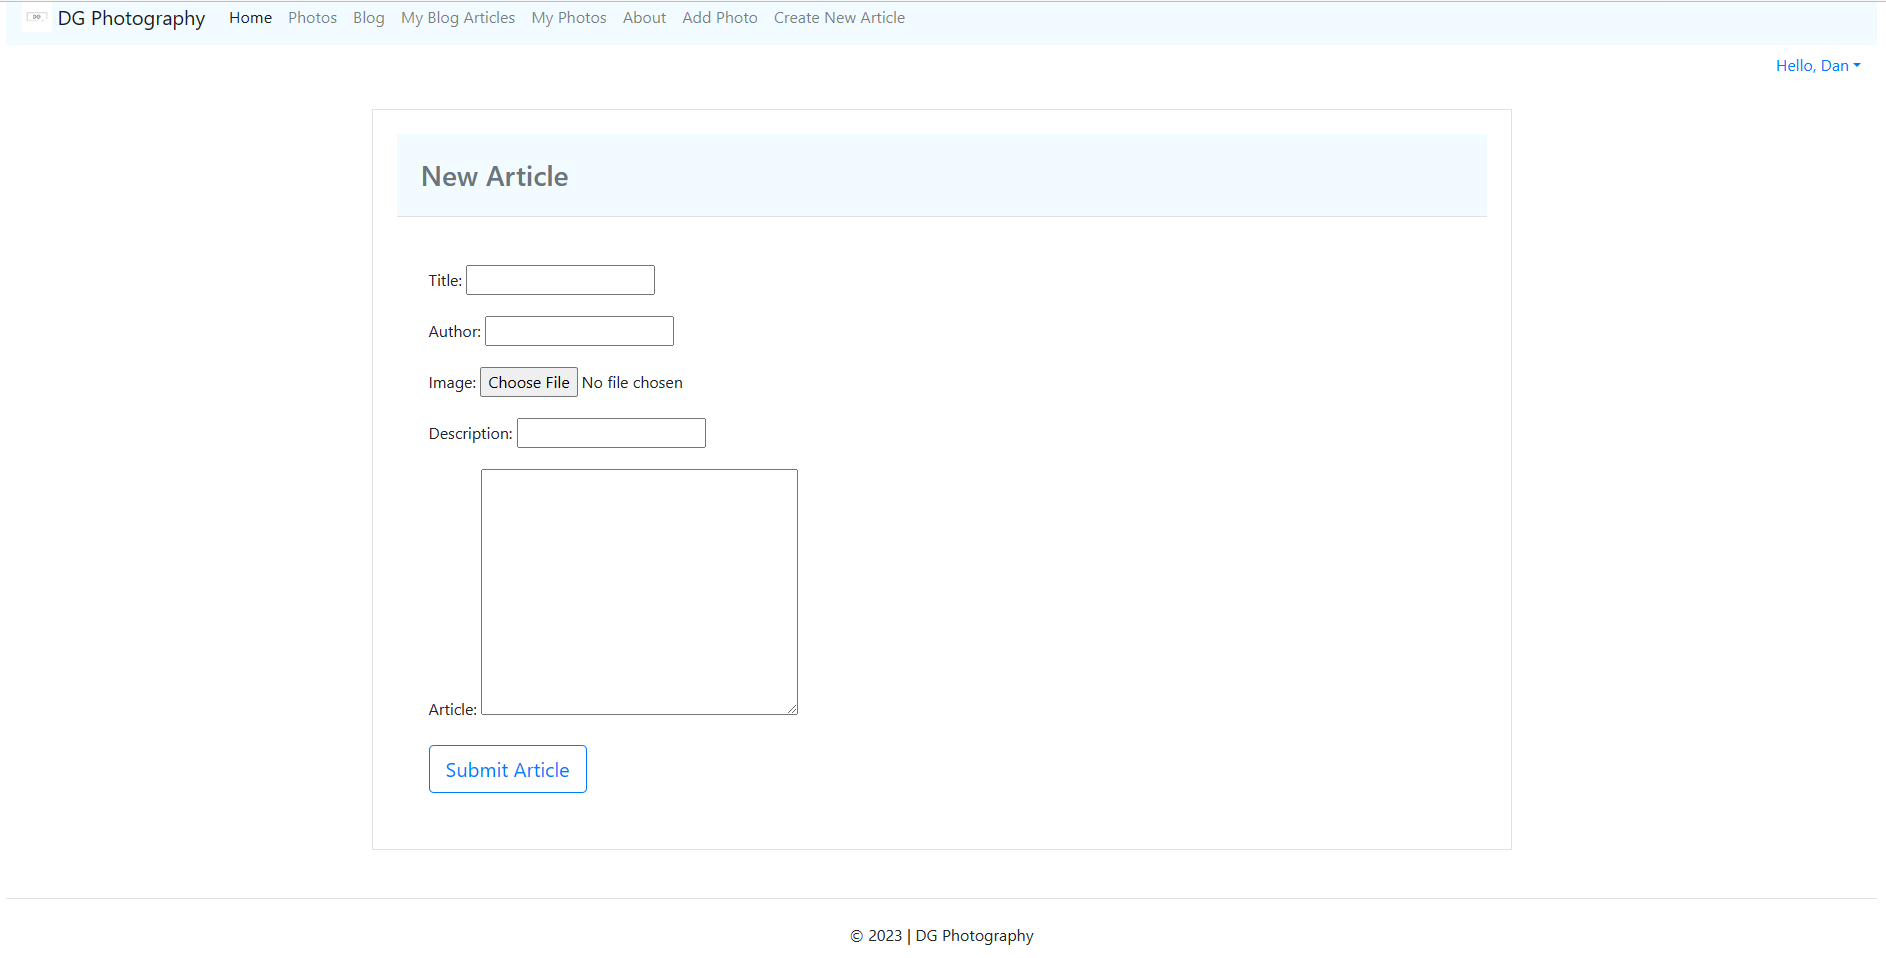 DG DG Photography Home Photos Blog My Blog Articles My Photos About Add Photo Create New Article
Hello, Dan
New Article
Title:
Author:
Image: Choose File No file chosen
Description:
Article:
Submit Article
© 2023 | DG Photography